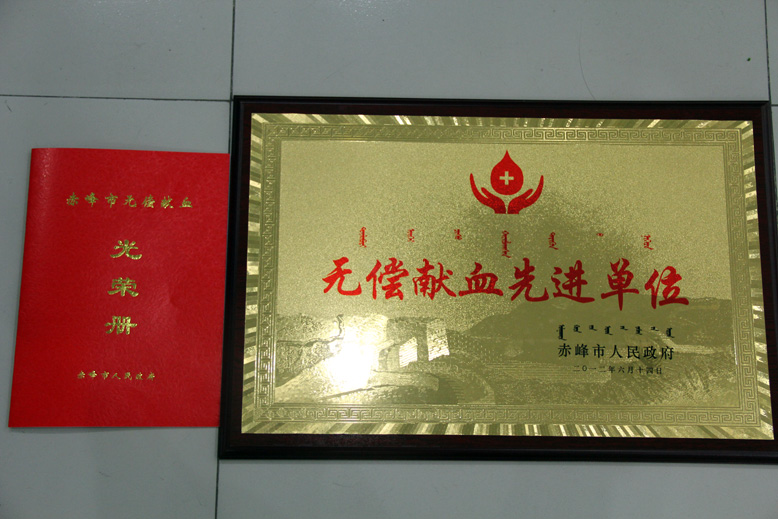 赤峰市无偿献血
光
荣
册
赤峰市人民政府
无偿献血先进单位
赤峰市人民政府
二〇一二年六月十四日